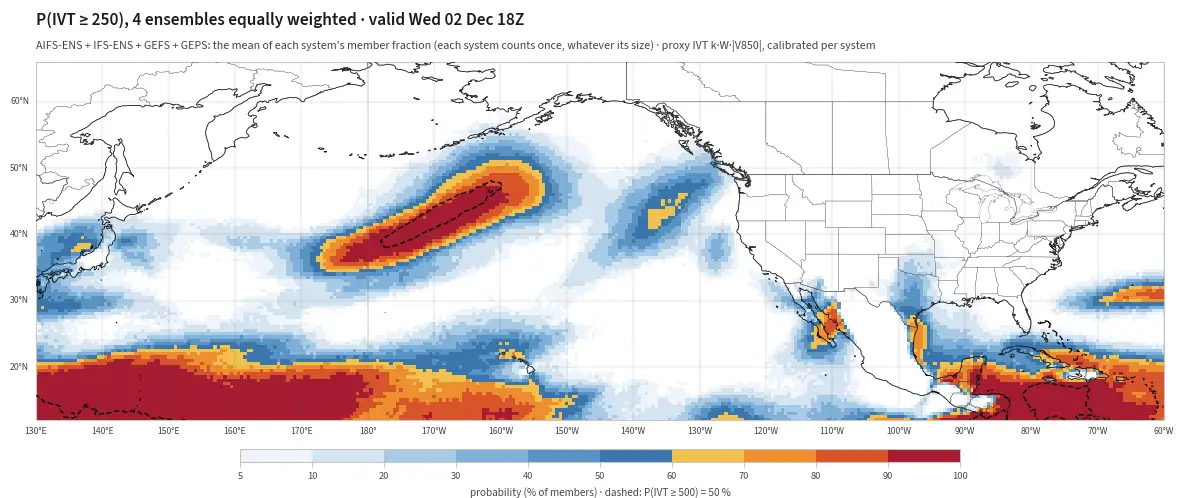 P(IVT ≥ 250), 4 ensembles equally weighted · valid Wed 02 Dec 18Z
AIFS-ENS + IFS-ENS + GEFS + GEPS: the mean of each system's member fraction (each system counts once, whatever its size) · proxy IVT k·W·|V850|, calibrated per system
60°N
50°N
40°N
30°N
20°N
130°E 140°E 150°E 160°E 170°E 180° 170°W 160°W 150°W 140°W 130°W 120°W 110°W 100°W 90°W 80°W 70°W 60°W
5 10 20 30 40 50 60 70 80 90 100
probability (% of members) · dashed: P(IVT ≥ 500) = 50 %